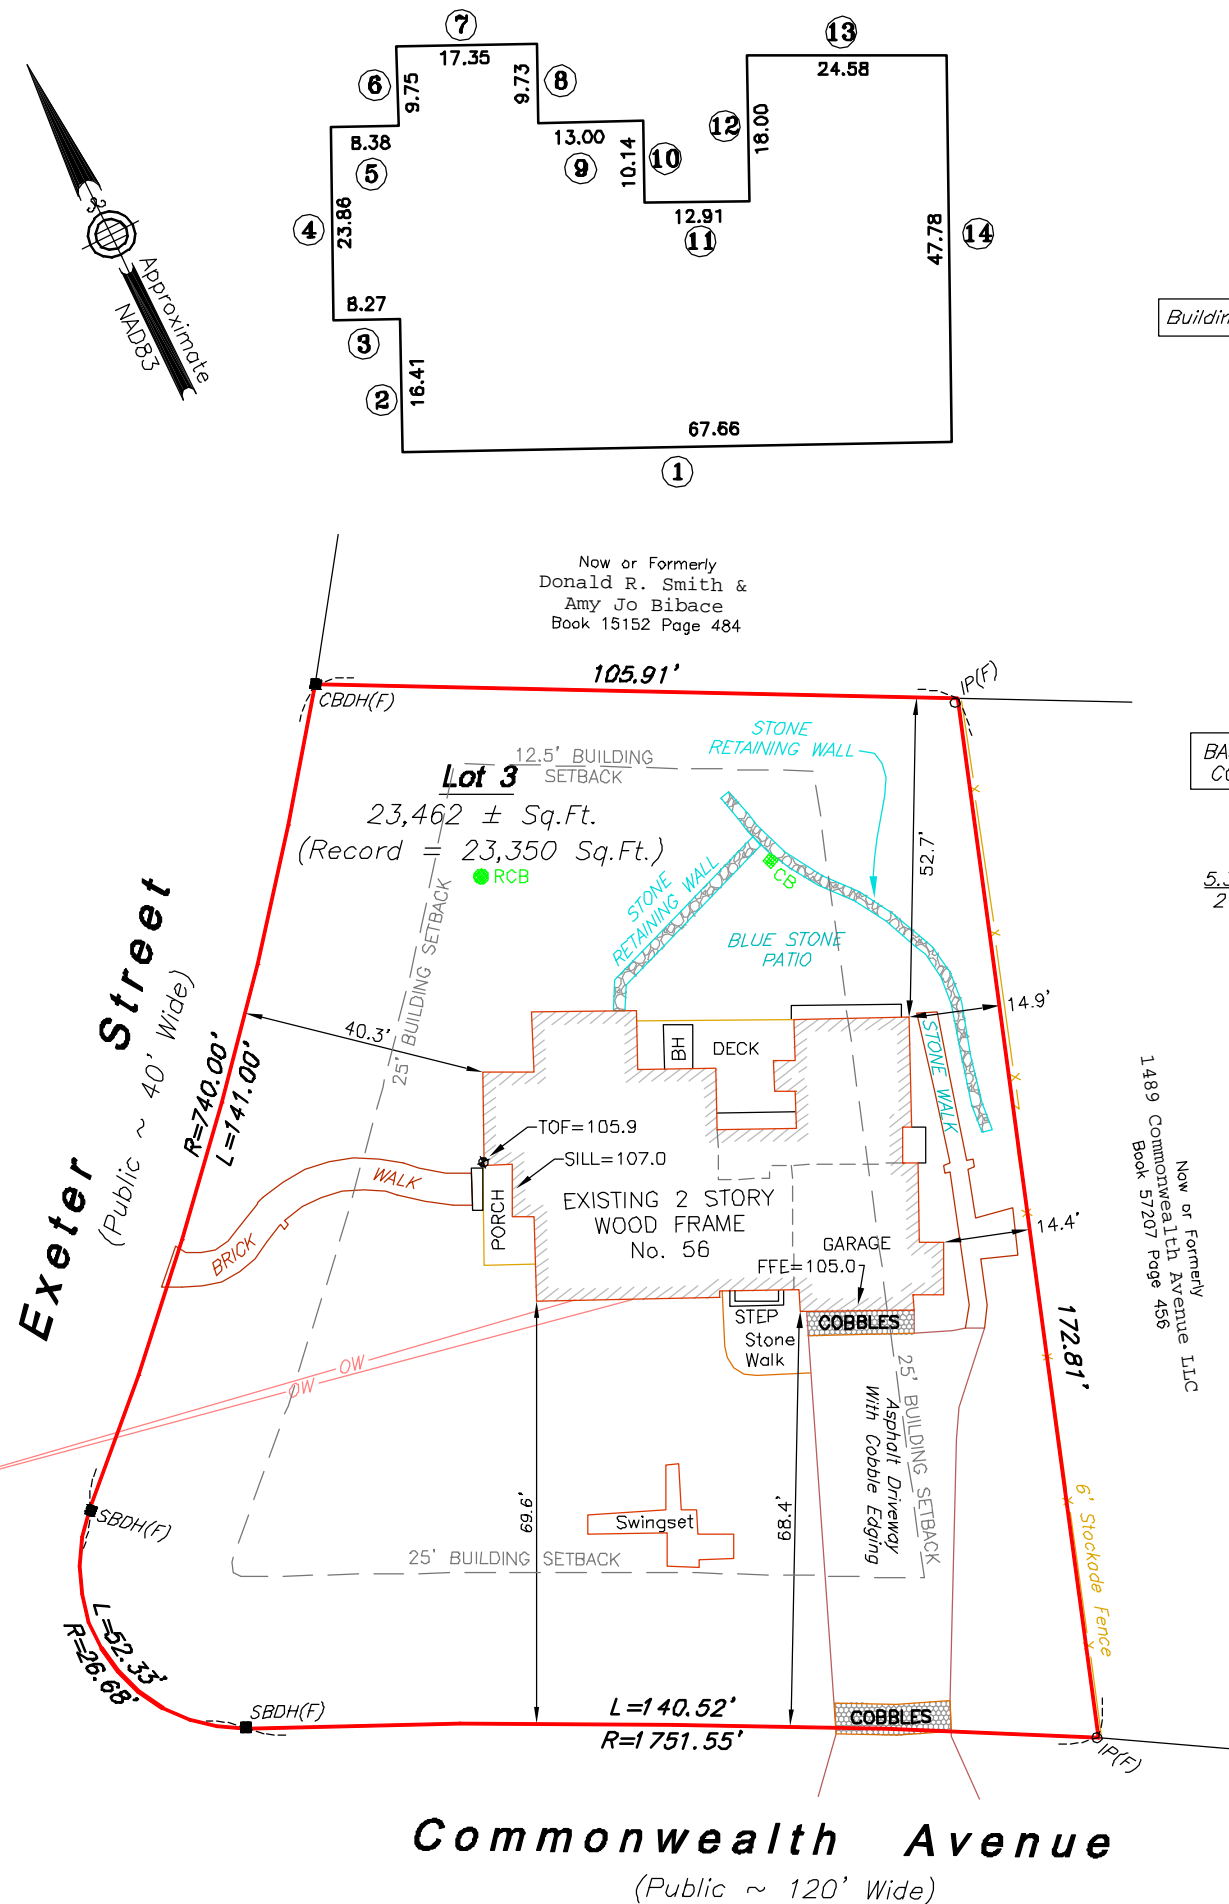 7
17.35
13
24.58
6
9.75
9.73
8
12
18.00
8.38
5
13.00
9
10.14
10
4
23.86
12.91
11
47.78
14
Approximate
NAD83
8.27
3
2
16.41
67.66
1
Buildin
Now or Formerly
Donald R. Smith &
Amy Jo Bibace
Book 15152 Page 484
105.91'
CBDH(F)
IP(F)
STONE
RETAINING WALL
12.5' BUILDING
SETBACK
Lot 3
23,462 ± Sq.Ft.
(Record = 23,350 Sq.Ft.)
RCB
BA
CO
5.3
2
52.7'
STONE
RETAINING WALL
CB
BLUE STONE
PATIO
25' BUILDING SETBACK
Exeter Street
(Public ~ 40' Wide)
R=740.00'
L=141.00'
40.3'
14.9'
BH
DECK
STONE WALK
TOF=105.9
SILL=107.0
EXISTING 2 STORY
WOOD FRAME
No. 56
PORCH
BRICK
WALK
GARAGE
FFE=105.0
14.4'
Now or Formerly
1489 Commonwealth Avenue LLC
Book 57207 Page 456
172.81'
STEP
Stone
Walk
COBBLES
OW
OW
25' BUILDING SETBACK
Asphalt Driveway
With Cobble Edging
6' Stockade Fence
69.6'
68.4'
Swingset
25' BUILDING SETBACK
SBDH(F)
L=52.33'
R=26.68'
SBDH(F)
L=140.52'
R=1751.55'
COBBLES
IP(F)
Commonwealth Avenue
(Public ~ 120' Wide)